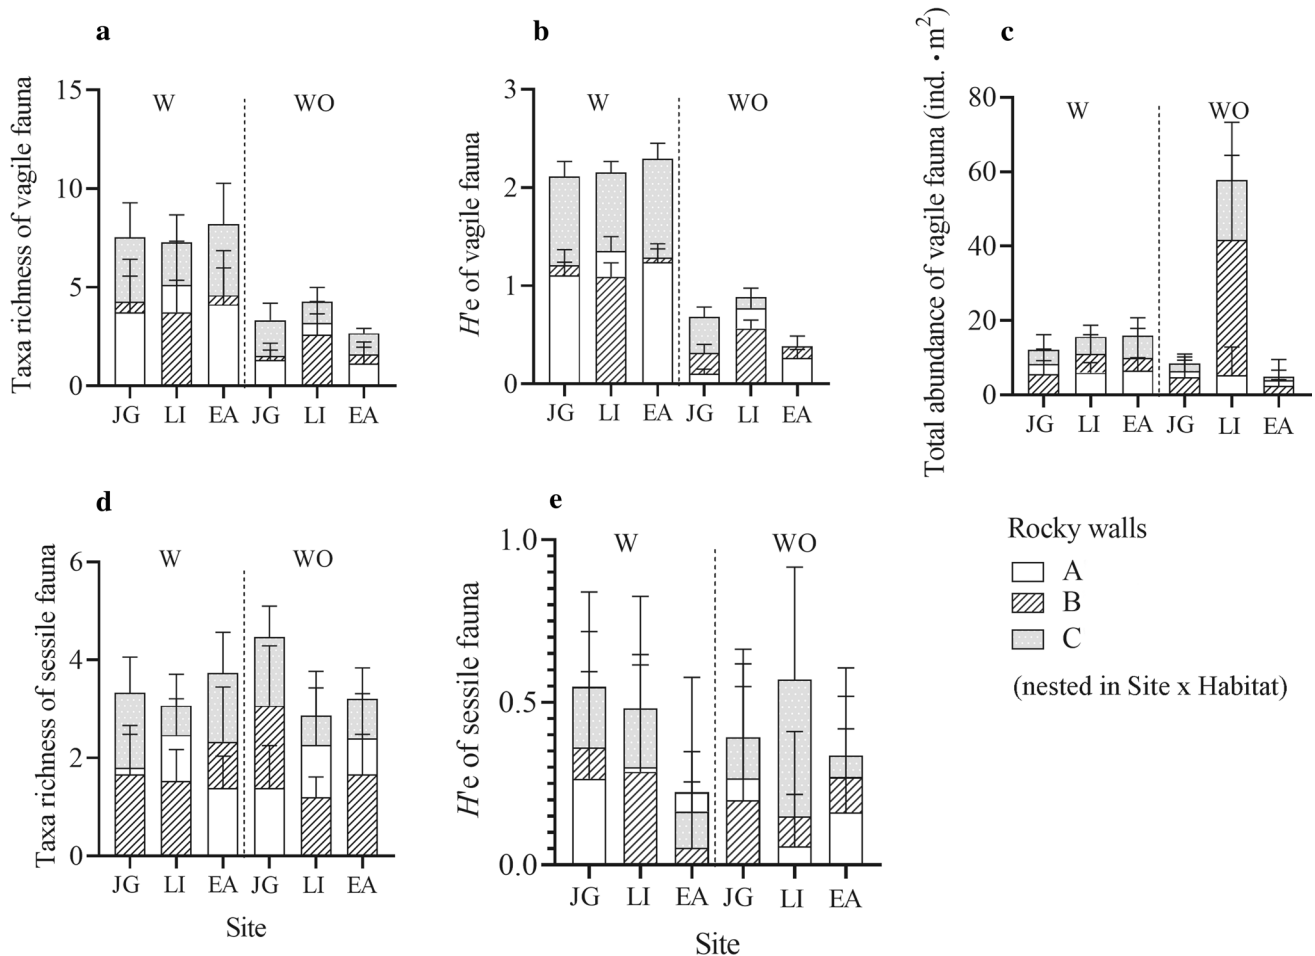 a
Taxa richness of vagile fauna
15
10
5
0
W
WO
JG LI EA JG LI EA
b
H'e of vagile fauna
3
2
1
0
W
WO
JG LI EA JG LI EA
c
Total abundance of vagile fauna (ind. • m²)
80
60
40
20
0
W
WO
JG LI EA JG LI EA
d
Taxa richness of sessile fauna
6
4
2
0
W
WO
JG LI EA JG LI EA
Site
e
H'e of sessile fauna
1.0
0.5
0.0
W
WO
JG LI EA JG LI EA
Site
Rocky walls
A
B
C
(nested in Site x Habitat)